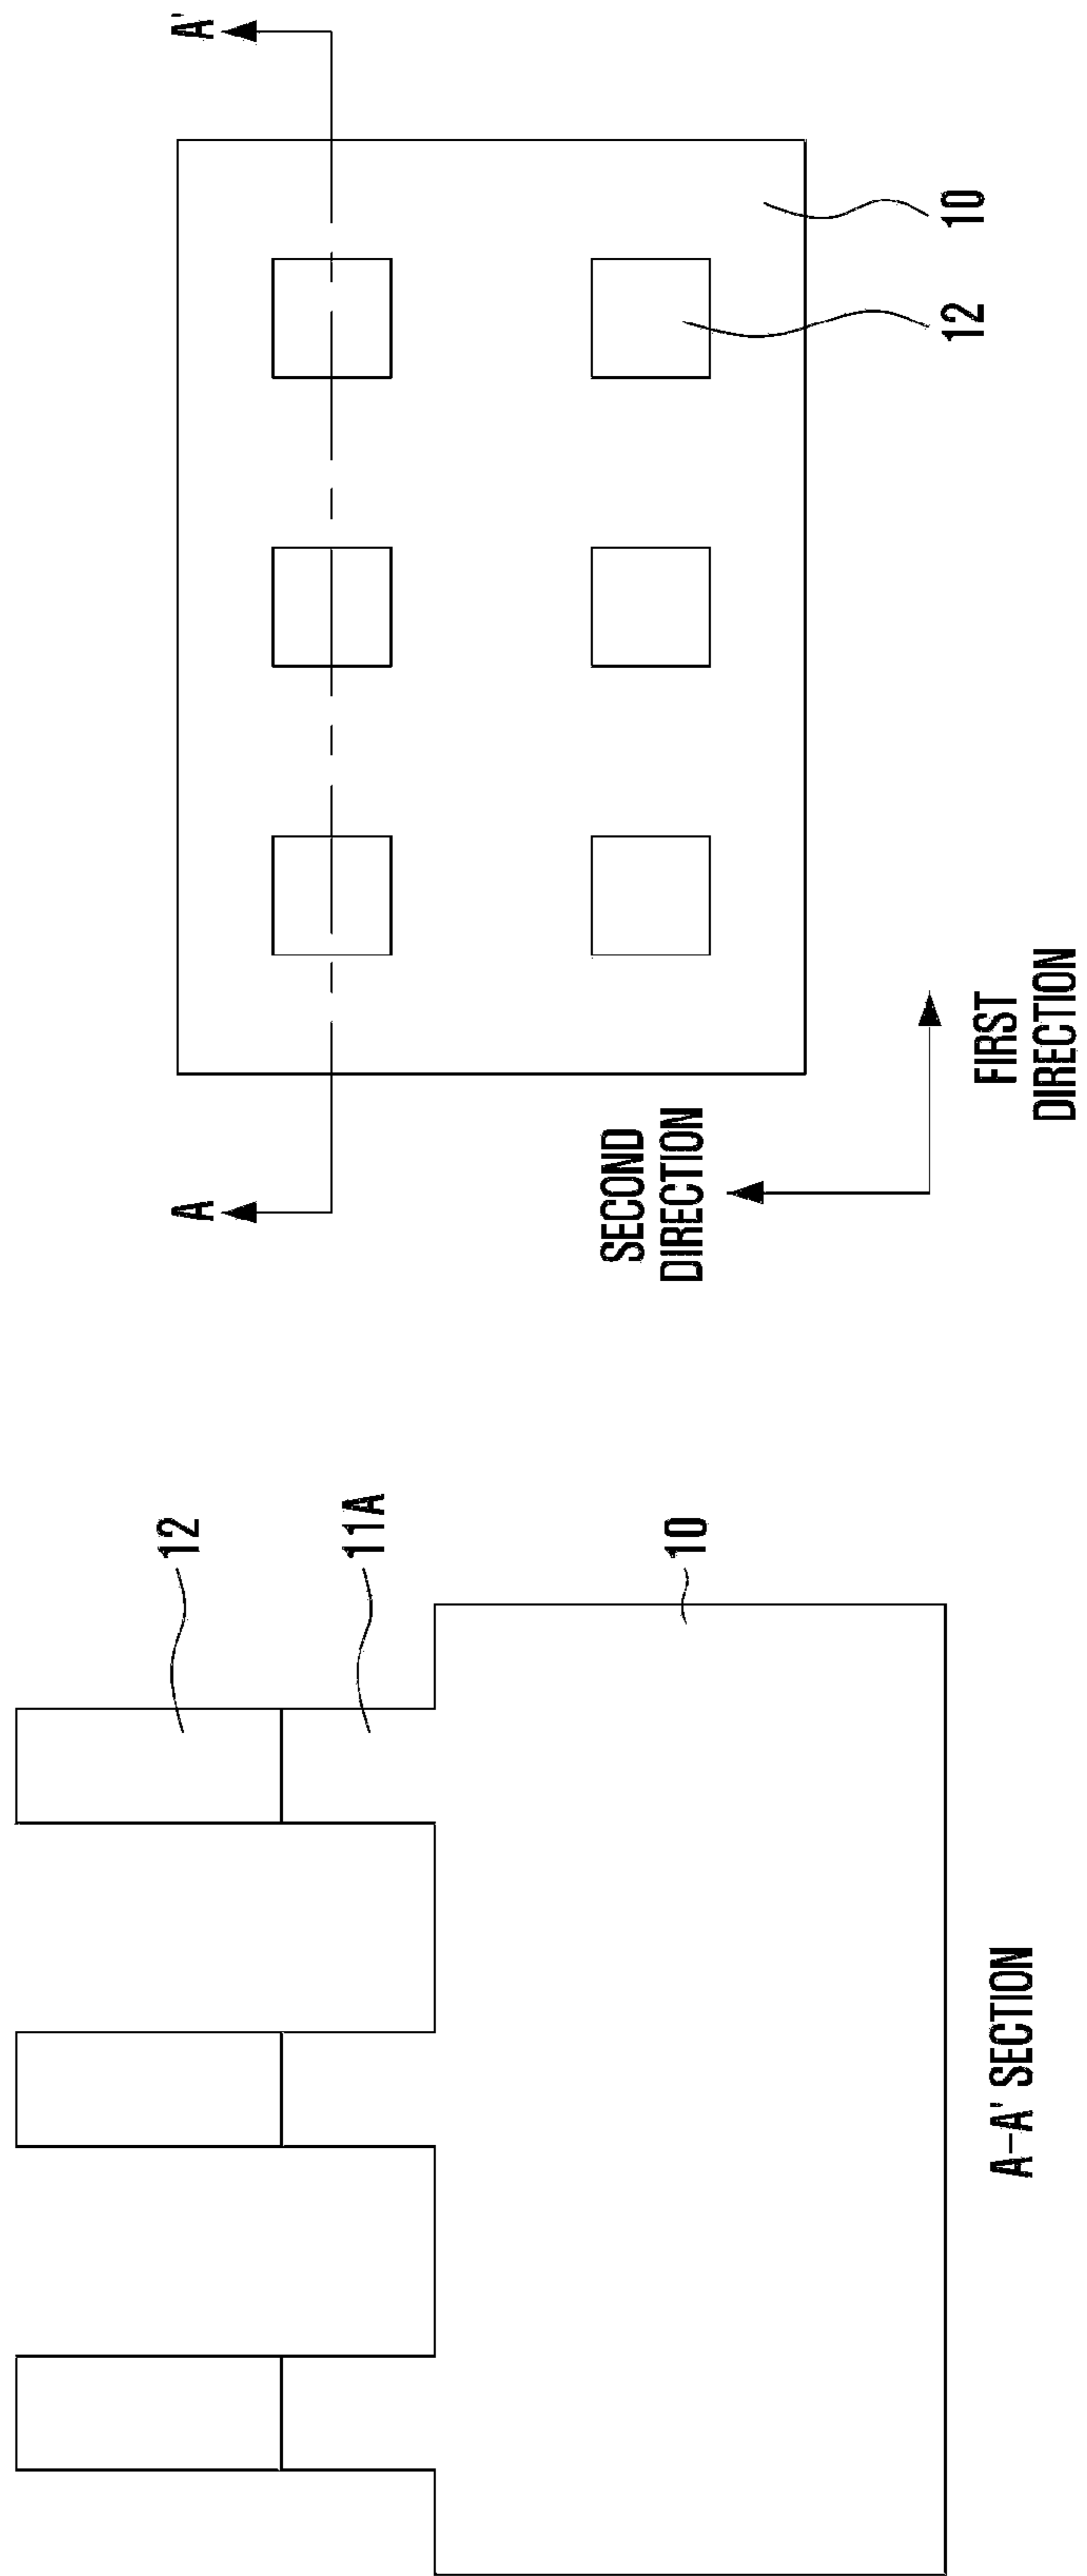 12
11A
10
A-A' SECTION
A
A'
SECOND
DIRECTION
12
10
FIRST
DIRECTION